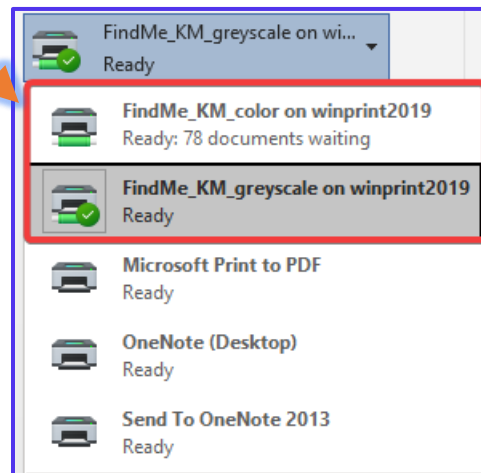 FindMe_KM_greyscale on wi...
Ready
FindMe_KM_color on winprint2019
Ready: 78 documents waiting
FindMe_KM_greyscale on winprint2019
Ready
Microsoft Print to PDF
Ready
OneNote (Desktop)
Ready
Send To OneNote 2013
Ready